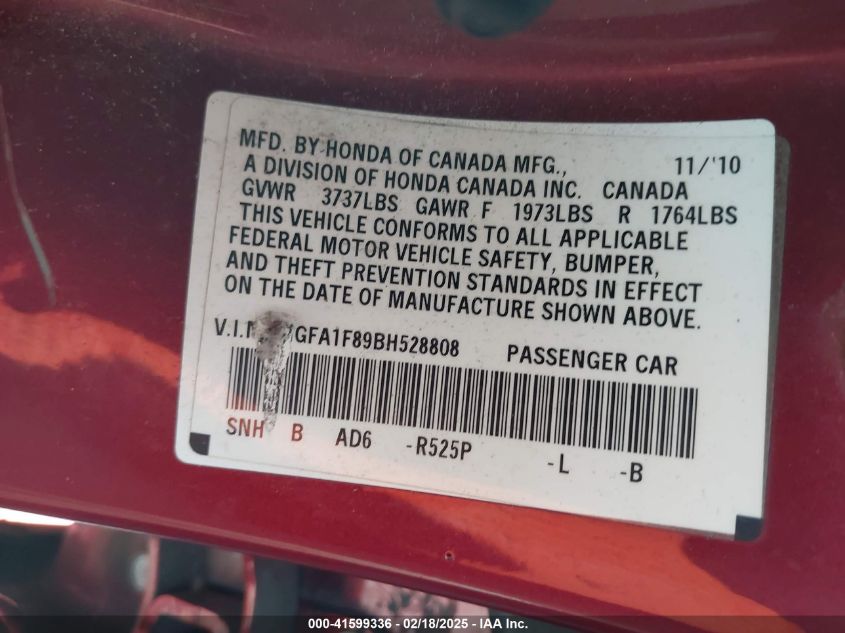 MFD. BY HONDA OF CANADA MFG., 11/'10
A DIVISION OF HONDA CANADA INC. CANADA
GVWR 3737LBS GAWR F 1973LBS R 1764LBS
THIS VEHICLE CONFORMS TO ALL APPLICABLE
FEDERAL MOTOR VEHICLE SAFETY, BUMPER,
AND THEFT PREVENTION STANDARDS IN EFFECT
ON THE DATE OF MANUFACTURE SHOWN ABOVE.
V.I.N GFA1F89BH528808 PASSENGER CAR
SNH B AD6 -R525P -L -B
000-41599336 - 02/18/2025 - IAA Inc.